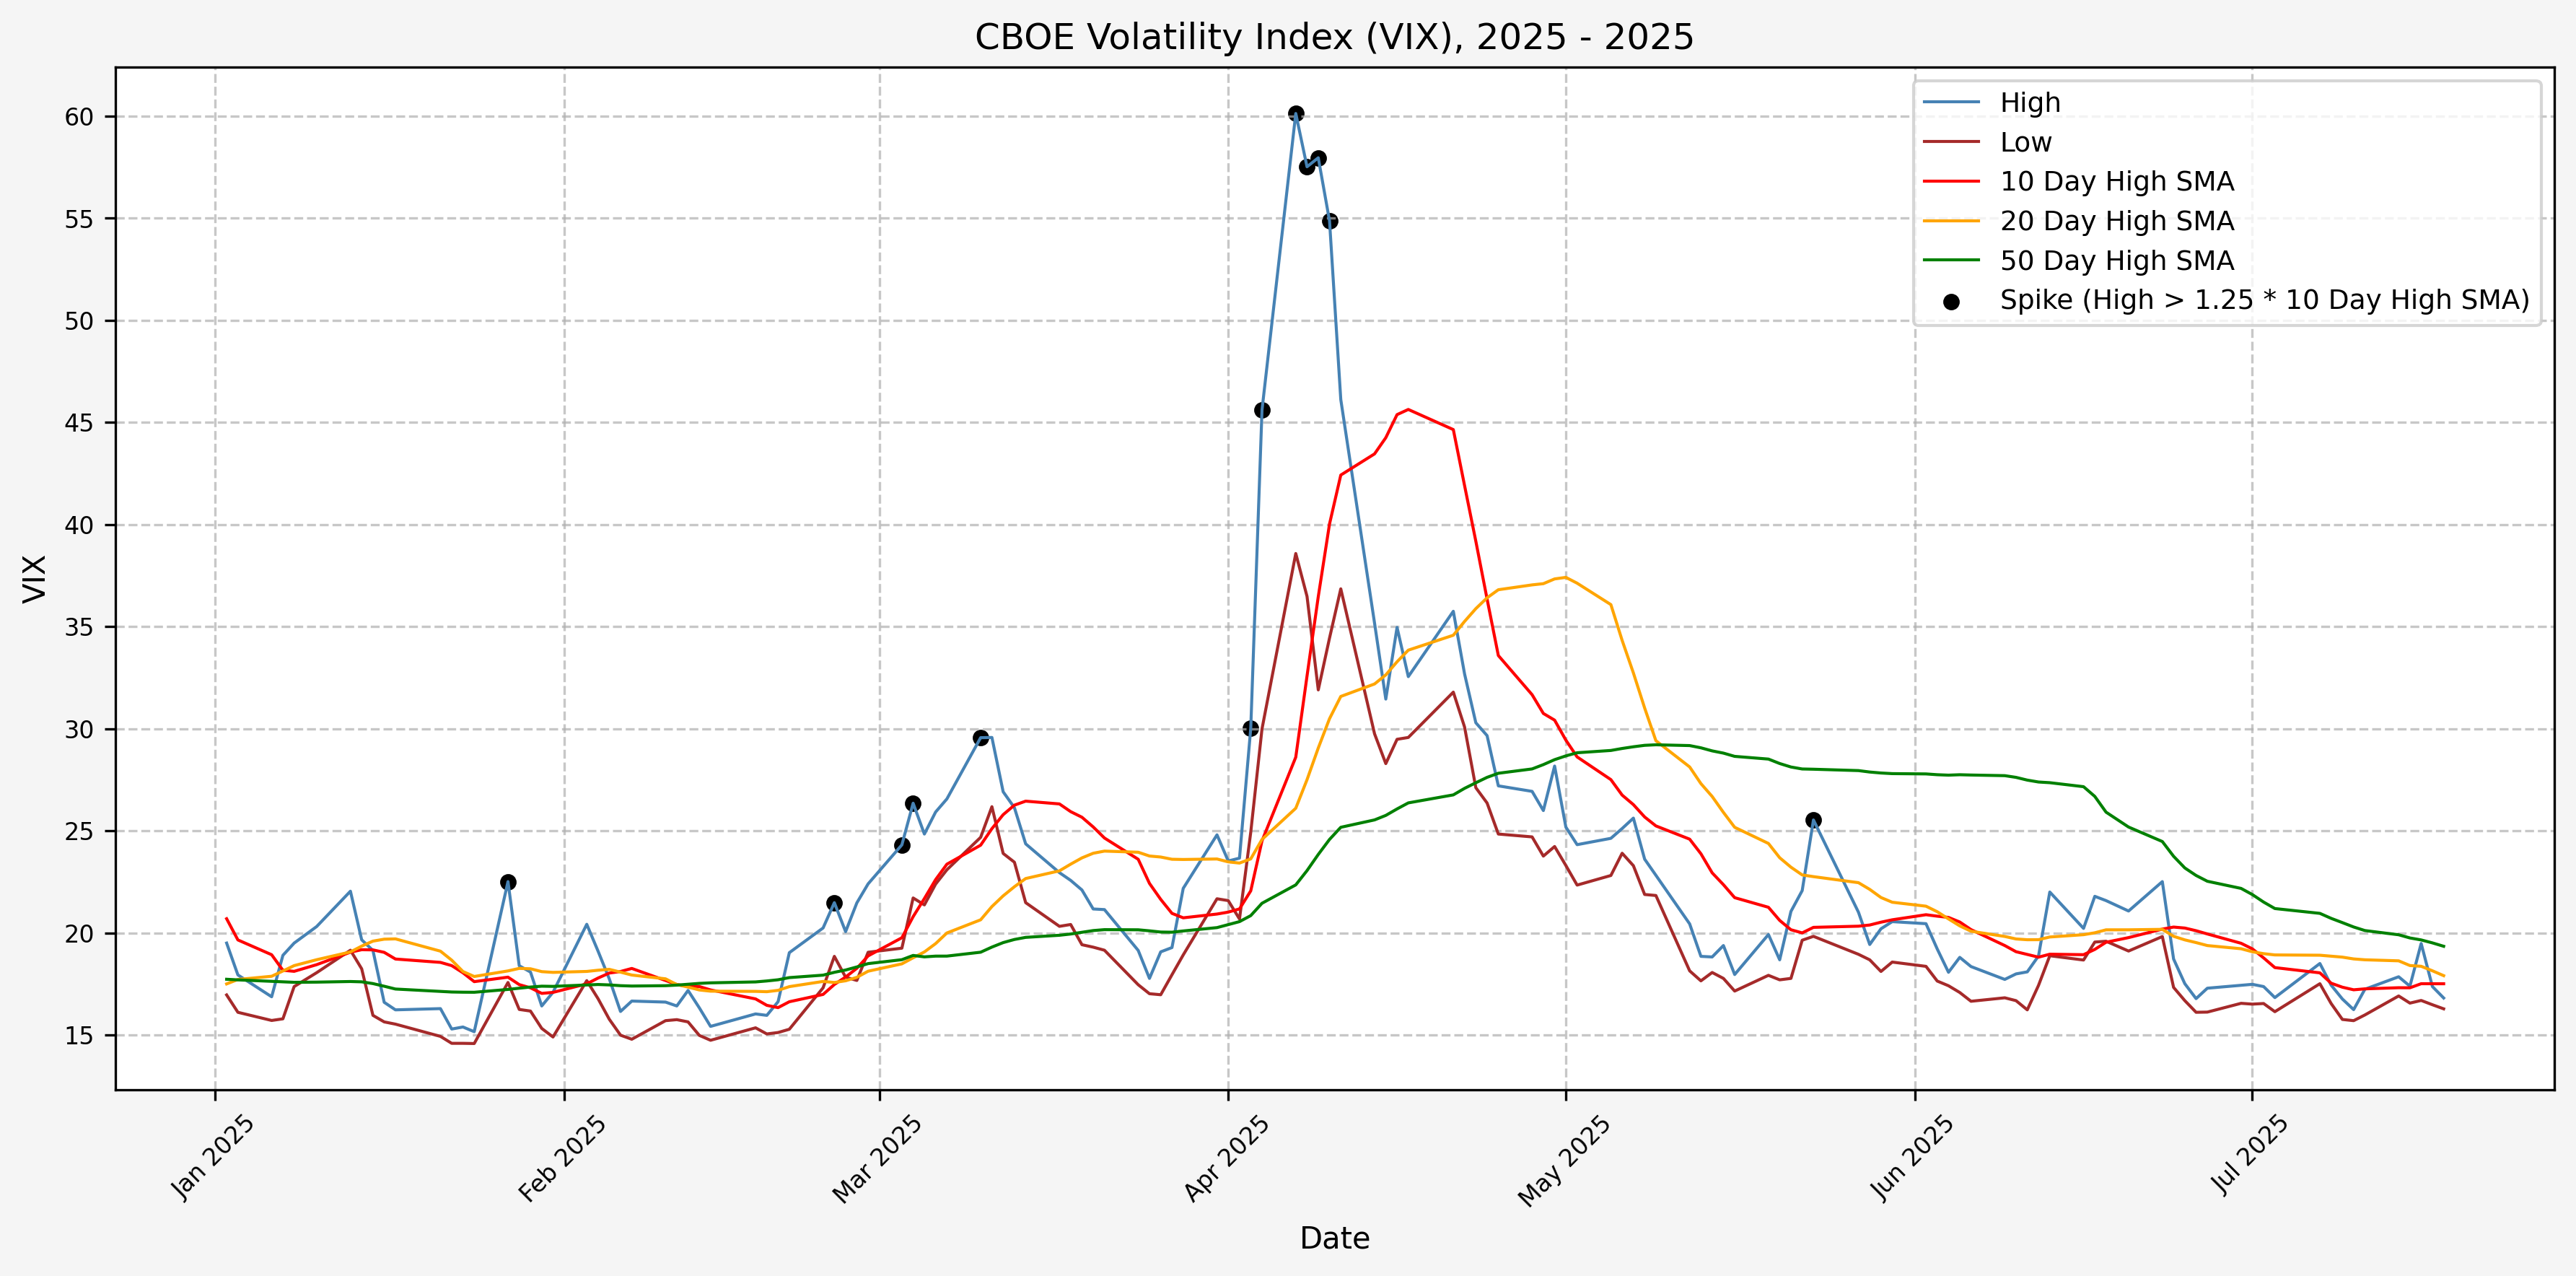 CBOE Volatility Index (VIX), 2025 - 2025
High
Low
10 Day High SMA
20 Day High SMA
50 Day High SMA
Spike (High > 1.25 * 10 Day High SMA)
VIX
60
55
50
45
40
35
30
25
20
15
Jan 2025
Feb 2025
Mar 2025
Apr 2025
May 2025
Jun 2025
Jul 2025
Date